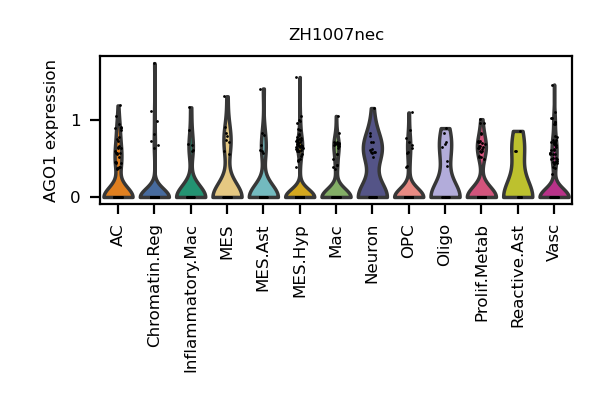 ZH1007nec
AGO1 expression
1
0
AC
Chromatin.Reg
Inflammatory.Mac
MES
MES.Ast
MES.Hyp
Mac
Neuron
OPC
Oligo
Prolif.Metab
Reactive.Ast
Vasc